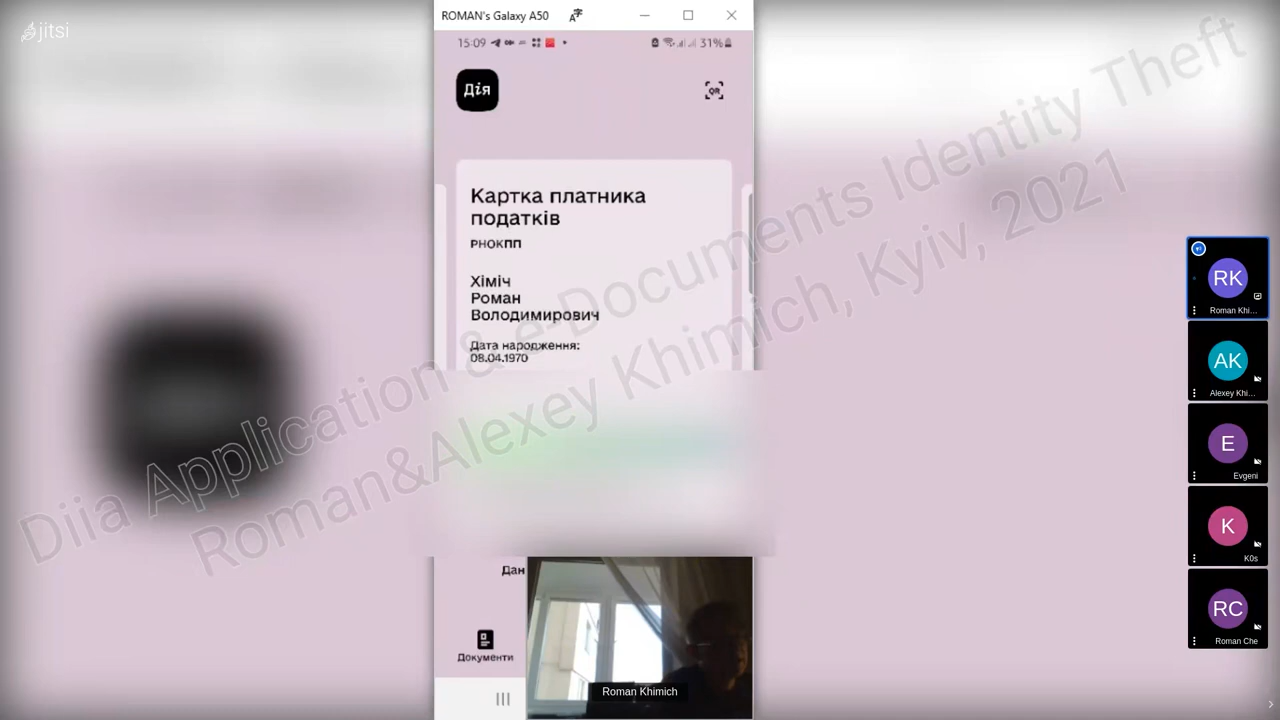 jitsi
ROMAN's Galaxy A50
15:09
31%
Дія
QR
Картка платника
податків
РНОКПП
Хіміч
Роман
Володимирович
Дата народження:
08.04.1970
Diia Application & e-Documents Identity Theft
Roman&Alexey Khimich, Kyiv, 2021
Дан
Документи
Roman Khimich
RK
Roman Khi...
AK
Alexey Khi...
E
Evgeni
K
K0s
RC
Roman Che